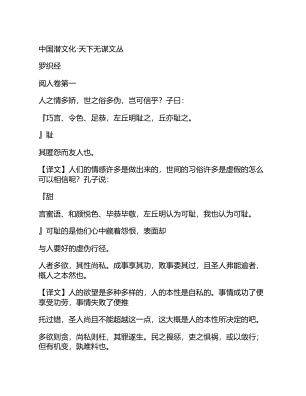 中国潜文化·天下无谋文丛
罗织经
阅人卷第一
人之情多矫，世之俗多伪，岂可信乎？子曰：
『巧言、令色、足恭，左丘明耻之，丘亦耻之。
』耻
其匿怨而友人也。
【译文】人们的情感许多是做出来的，世间的习俗许多是虚假的怎么
可以相信呢？孔子说：
『甜
言蜜语、和颜悦色、毕恭毕敬，左丘明认为可耻，我也认为可耻。
』可耻的是他们心中藏着怨恨，表面却
与人要好的虚伪行径。
人者多欲，其性尚私。成事享其功，败事委其过，且圣人弗能逾者，
概人之本然也。
【译文】人的欲望是多种多样的，人的本性是自私的。事情成功了便
享受功劳，事情失败了便推
托过错，圣人尚且不能超越这一点，这大概是人的本性所决定的吧。
多欲则贪，尚私则枉，其罪遂生。民之畏惩，吏之惧祸，或以敛行；
但有机变，孰难料也。